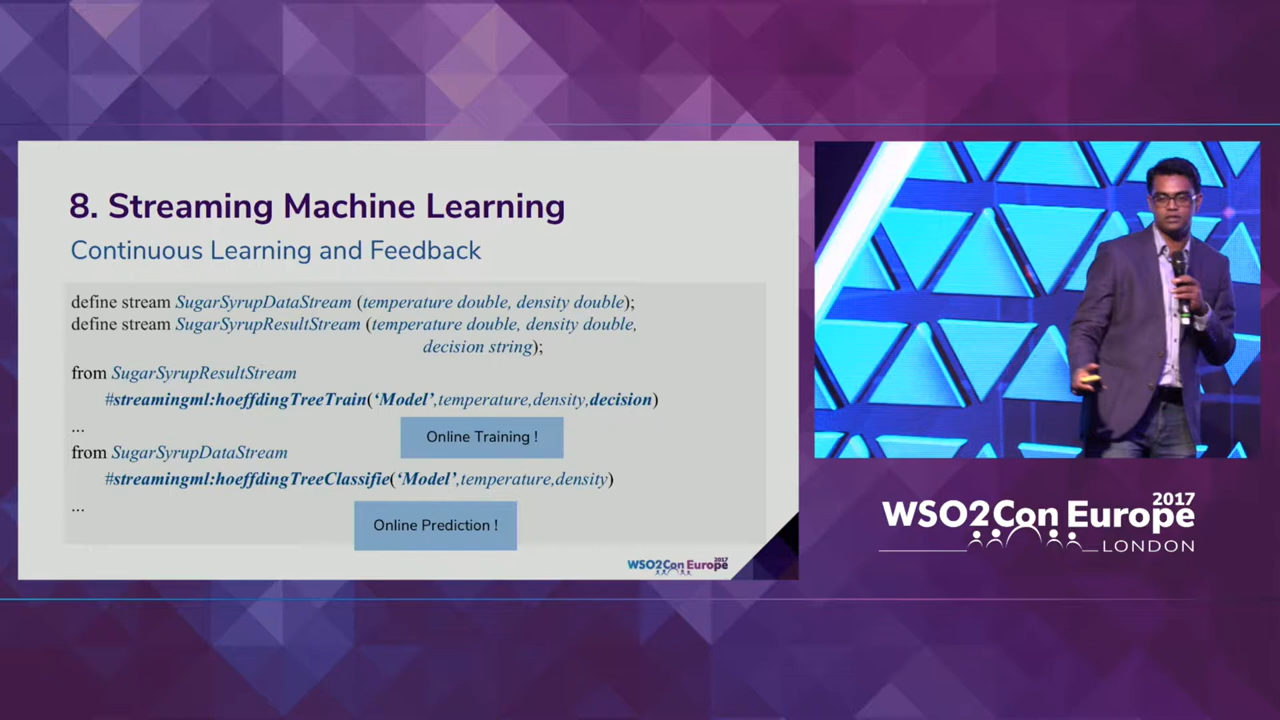 8. Streaming Machine Learning
Continuous Learning and Feedback
define stream SugarSyrupDataStream (temperature double, density double);
define stream SugarSyrupResultStream (temperature double, density double,
decision string);
from SugarSyrupResultStream
#streamingml:hoeffdingTreeTrain(‘Model’,temperature,density,decision)
...
Online Training !
from SugarSyrupDataStream
#streamingml:hoeffdingTreeClassifie(‘Model’,temperature,density)
...
Online Prediction !
WSO2Con Europe 2017
WSO2Con Europe 2017
LONDON